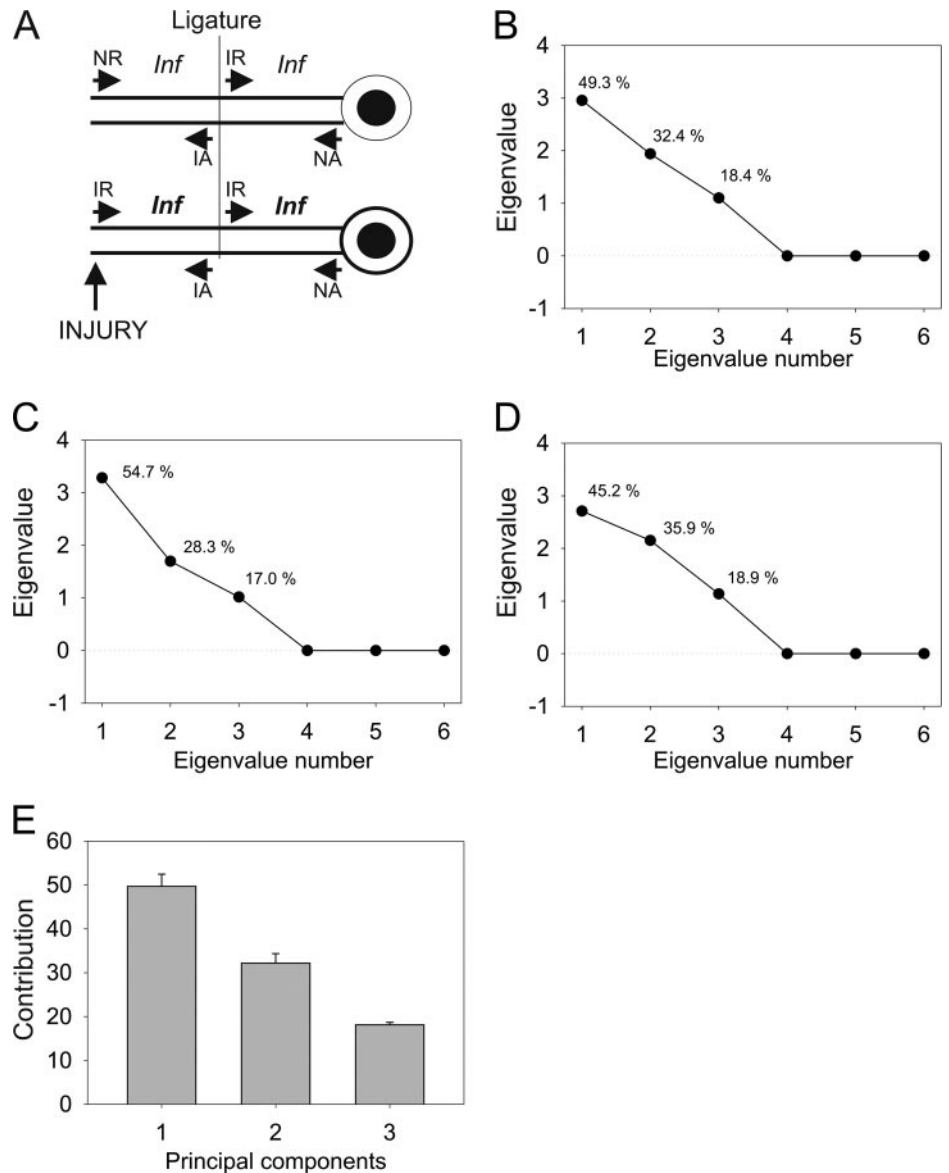 A
Ligature
NR Inf IR Inf
IA NA
IR Inf IR Inf
IA NA
INJURY
B
4
3
2
1
0
-1
Eigenvalue
49.3 %
32.4 %
18.4 %
1 2 3 4 5 6
Eigenvalue number
C
4
3
2
1
0
-1
Eigenvalue
54.7 %
28.3 %
17.0 %
1 2 3 4 5 6
Eigenvalue number
D
4
3
2
1
0
-1
Eigenvalue
45.2 %
35.9 %
18.9 %
1 2 3 4 5 6
Eigenvalue number
E
60
50
40
30
20
10
0
Contribution
1 2 3
Principal components